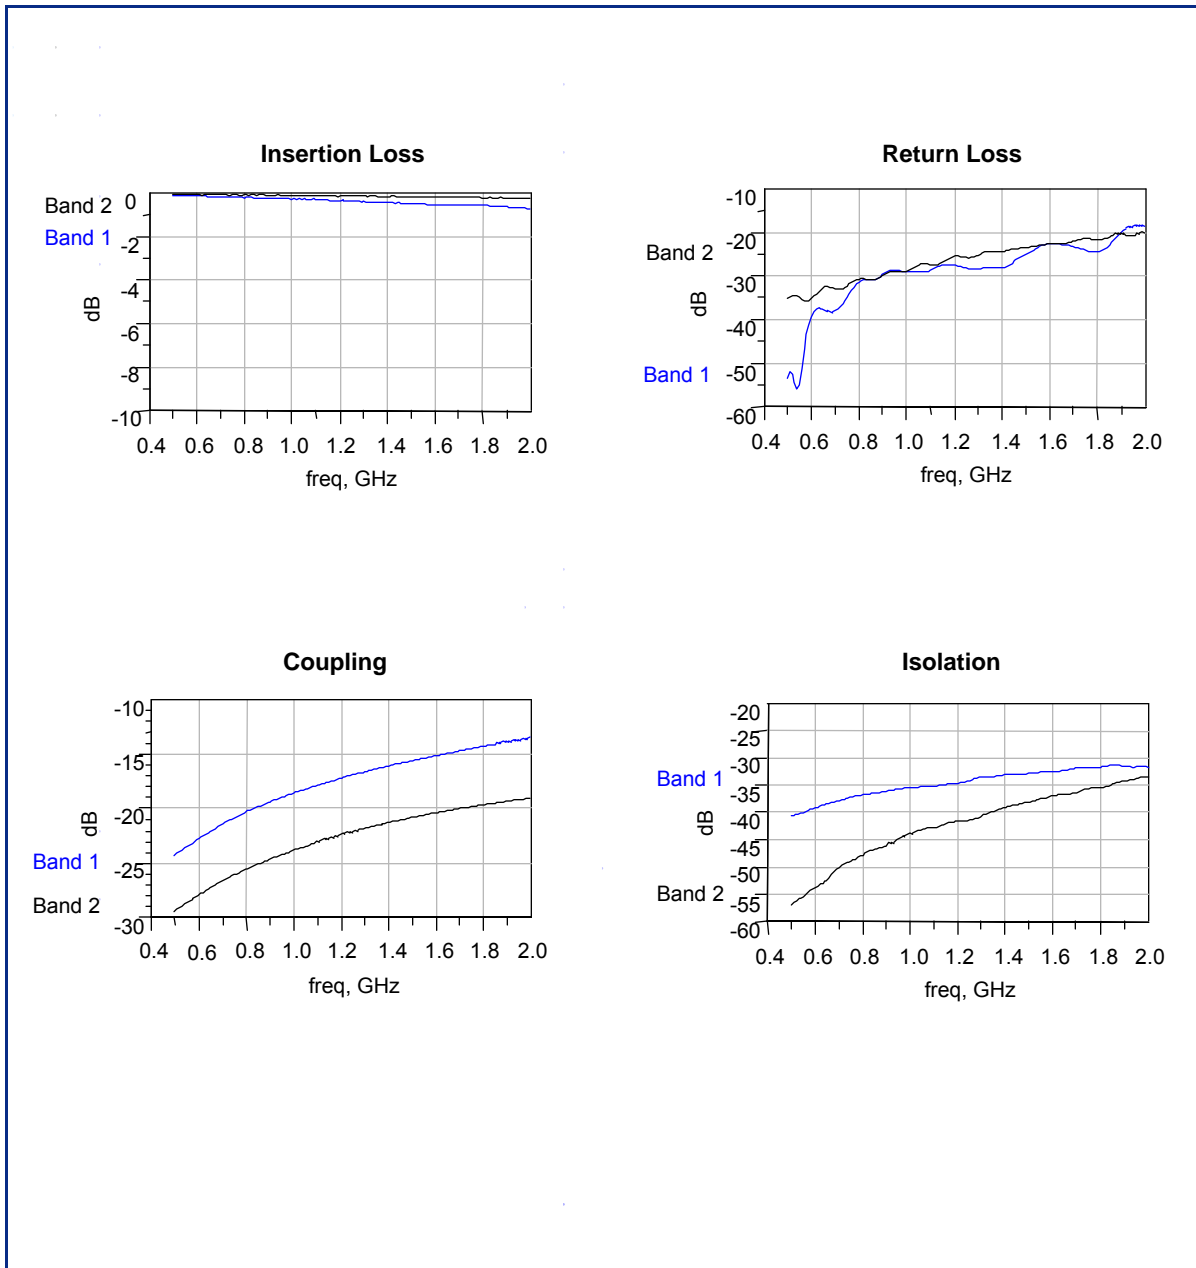 Insertion Loss
Band 2
Band 1
dB
0
-2
-4
-6
-8
-10
0.4 0.6 0.8 1.0 1.2 1.4 1.6 1.8 2.0
freq, GHz
Return Loss
Band 2
Band 1
dB
-10
-20
-30
-40
-50
-60
0.4 0.6 0.8 1.0 1.2 1.4 1.6 1.8 2.0
freq, GHz
Coupling
Band 1
Band 2
dB
-10
-15
-20
-25
-30
0.4 0.6 0.8 1.0 1.2 1.4 1.6 1.8 2.0
freq, GHz
Isolation
Band 1
Band 2
dB
-20
-25
-30
-35
-40
-45
-50
-55
-60
0.4 0.6 0.8 1.0 1.2 1.4 1.6 1.8 2.0
freq, GHz